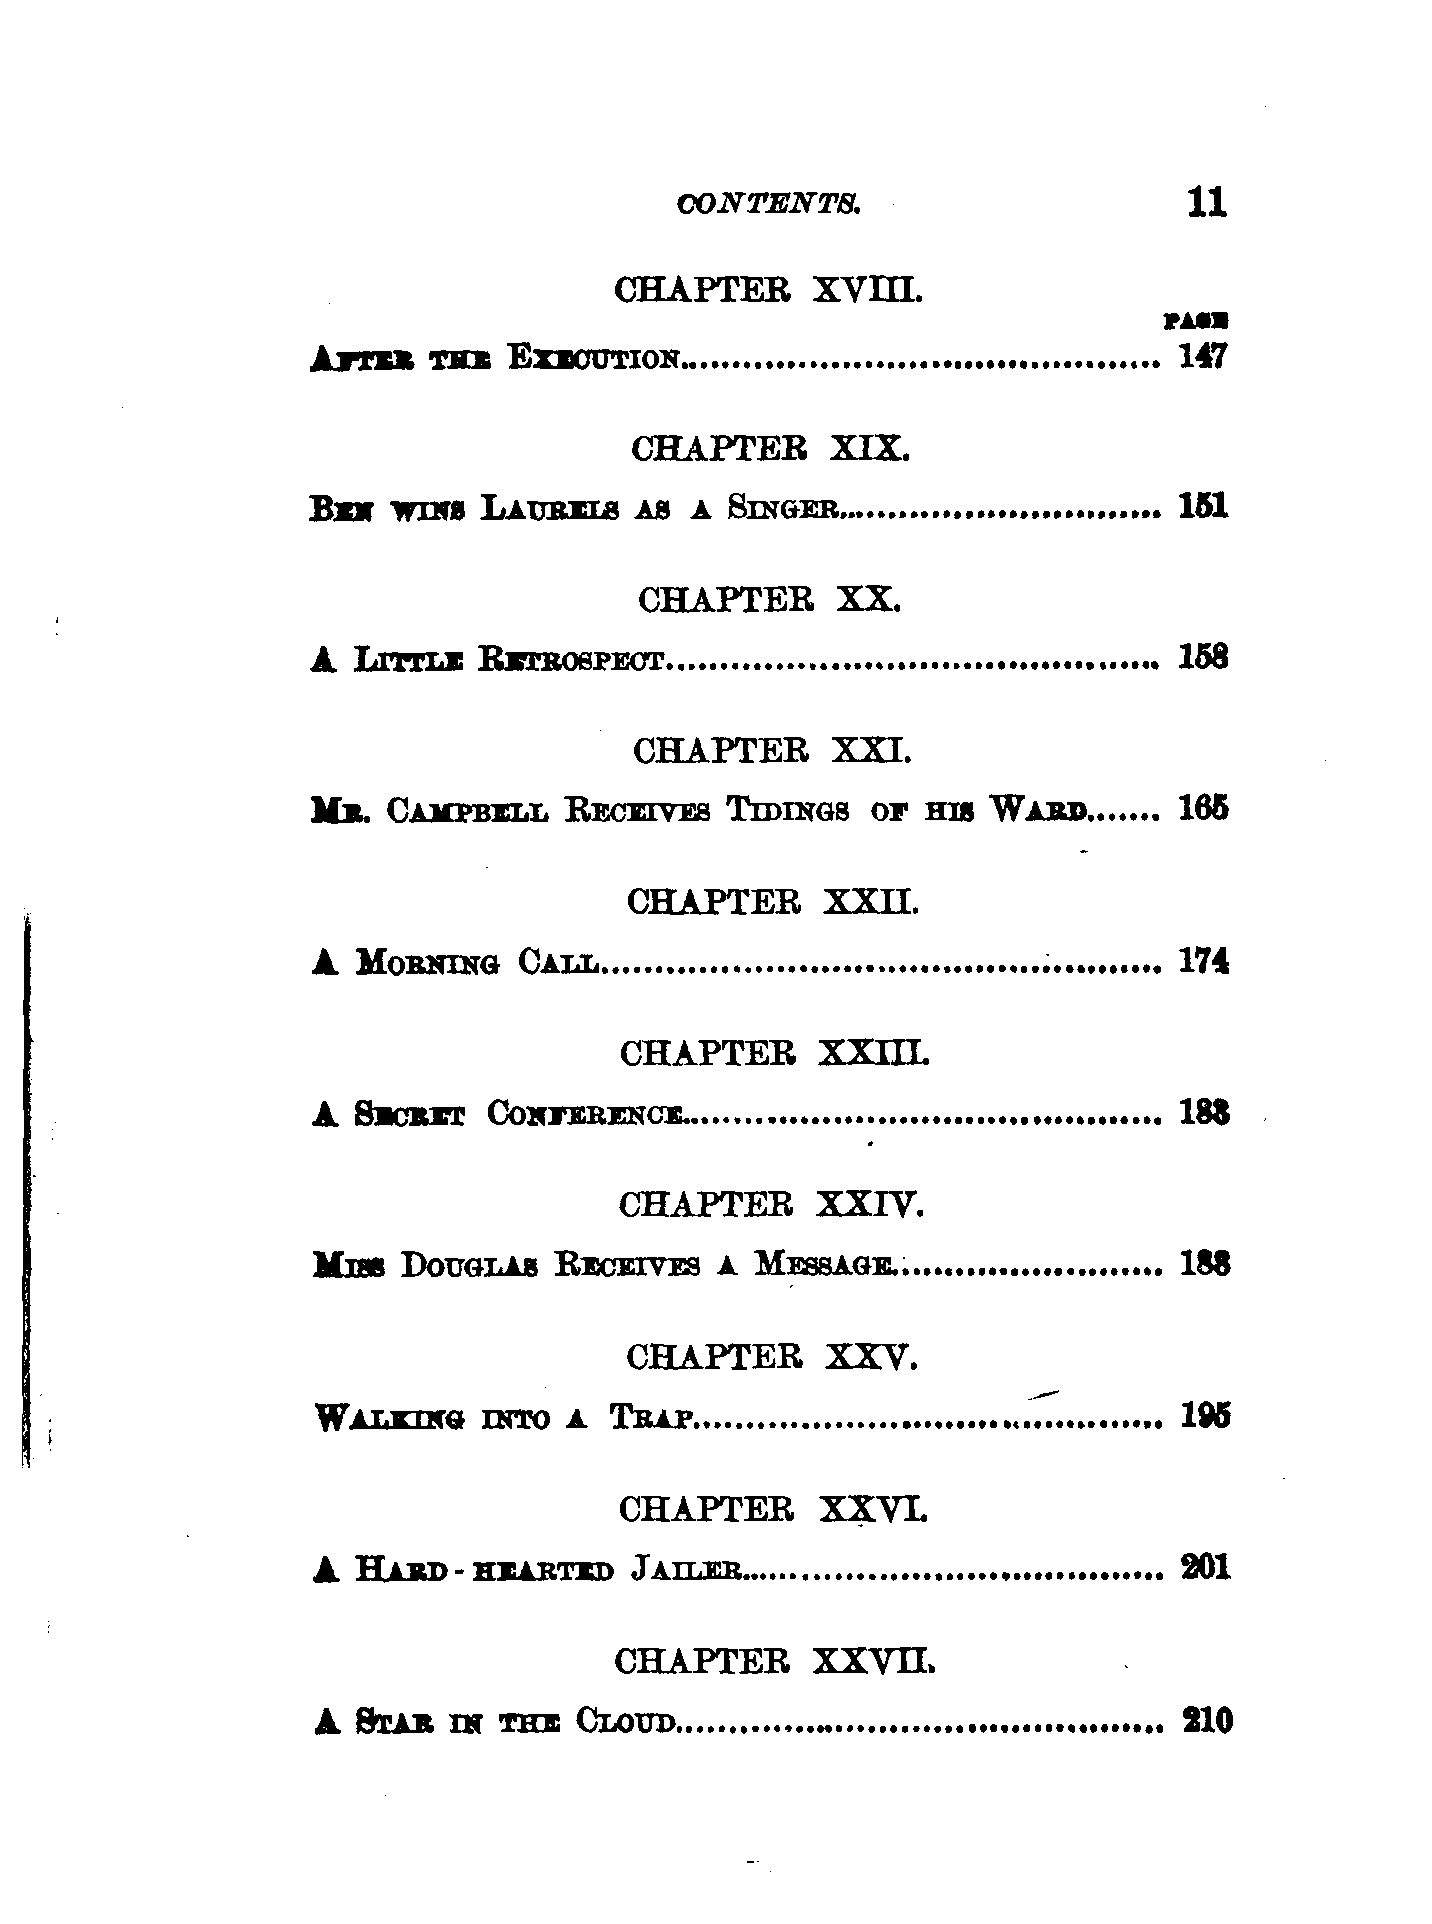 CONTENTS. 11
CHAPTER XVIII.
PAGE
AFTER THE EXECUTION........................................... 147
CHAPTER XIX.
BEN WINS LAURELS AS A SINGER............................. 151
CHAPTER XX.
A LITTLE RETROSPECT............................................. 158
CHAPTER XXI.
MR. CAMPBELL RECEIVES TIDINGS OF HIS WARD....... 165
CHAPTER XXII.
A MORNING CALL................................................... 174
CHAPTER XXIII.
A SECRET CONFERENCE........................................... 183
CHAPTER XXIV.
MISS DOUGLAS RECEIVES A MESSAGE........................ 188
CHAPTER XXV.
WALKING INTO A TRAP.......................................... 195
CHAPTER XXVI.
A HARD-HEARTED JAILER...................................... 201
CHAPTER XXVII.
A STAR IN THE CLOUD............................................ 210